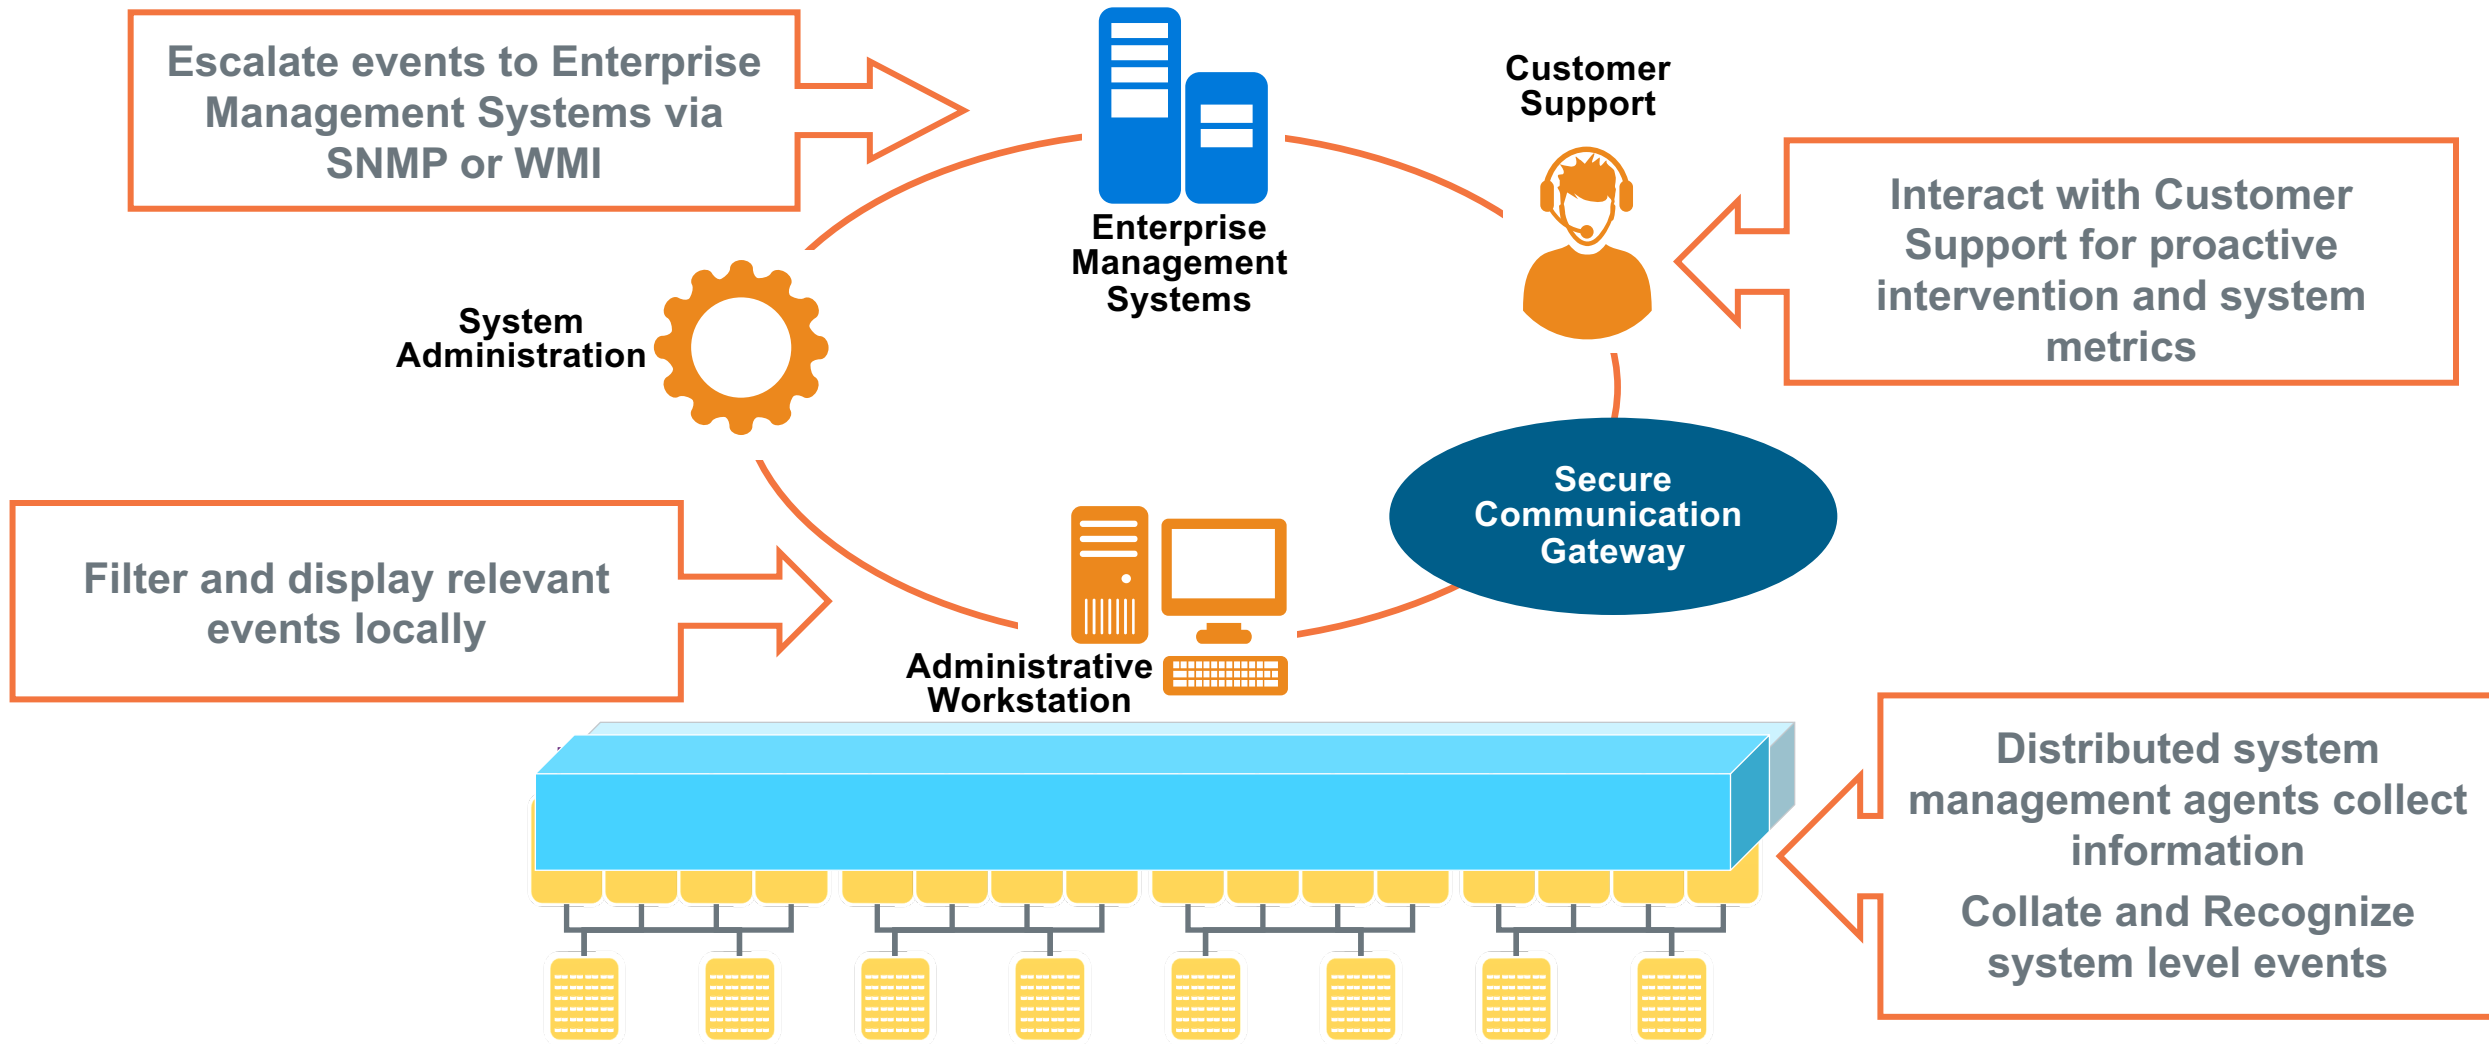 Escalate events to Enterprise
Management Systems via
SNMP or WMI
Customer
Support
Interact with Customer
Support for proactive
intervention and system
metrics
Enterprise
Management
Systems
System
Administration
Secure
Communication
Gateway
Filter and display relevant
events locally
Administrative
Workstation
Distributed system
management agents collect
information
Collate and Recognize
system level events